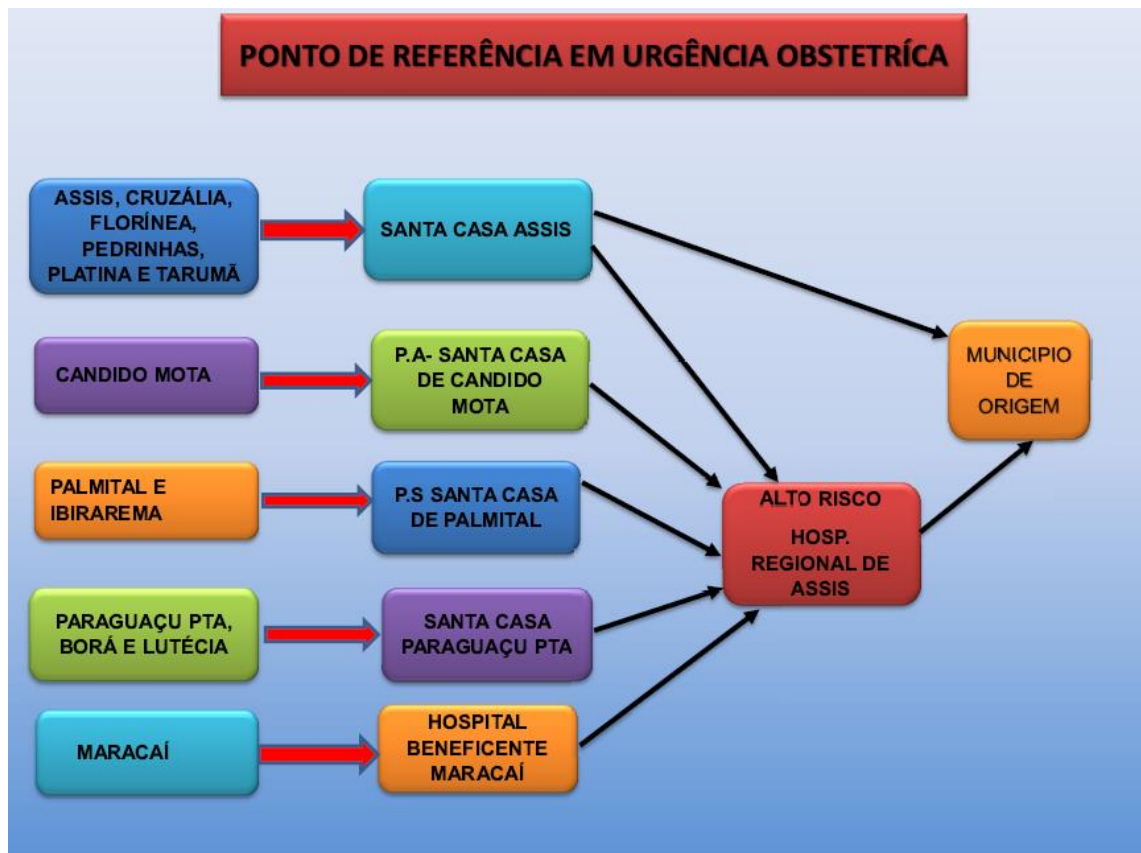 PONTO DE REFERÊNCIA EM URGÊNCIA OBSTETRÍCA
ASSIS, CRUZÁLIA,
FLORÍNEA,
PEDRINHAS,
PLATINA E TARUMÃ
SANTA CASA ASSIS
CANDIDO MOTA
P.A- SANTA CASA
DE CANDIDO
MOTA
MUNICIPIO
DE
ORIGEM
PALMITAL E
IBIRAREMA
P.S SANTA CASA
DE PALMITAL
ALTO RISCO
HOSP.
REGIONAL DE
ASSIS
PARAGUAÇU PTA,
BORÁ E LUTÉCIA
SANTA CASA
PARAGUAÇU PTA
MARACAÍ
HOSPITAL
BENEFICENTE
MARACAÍ